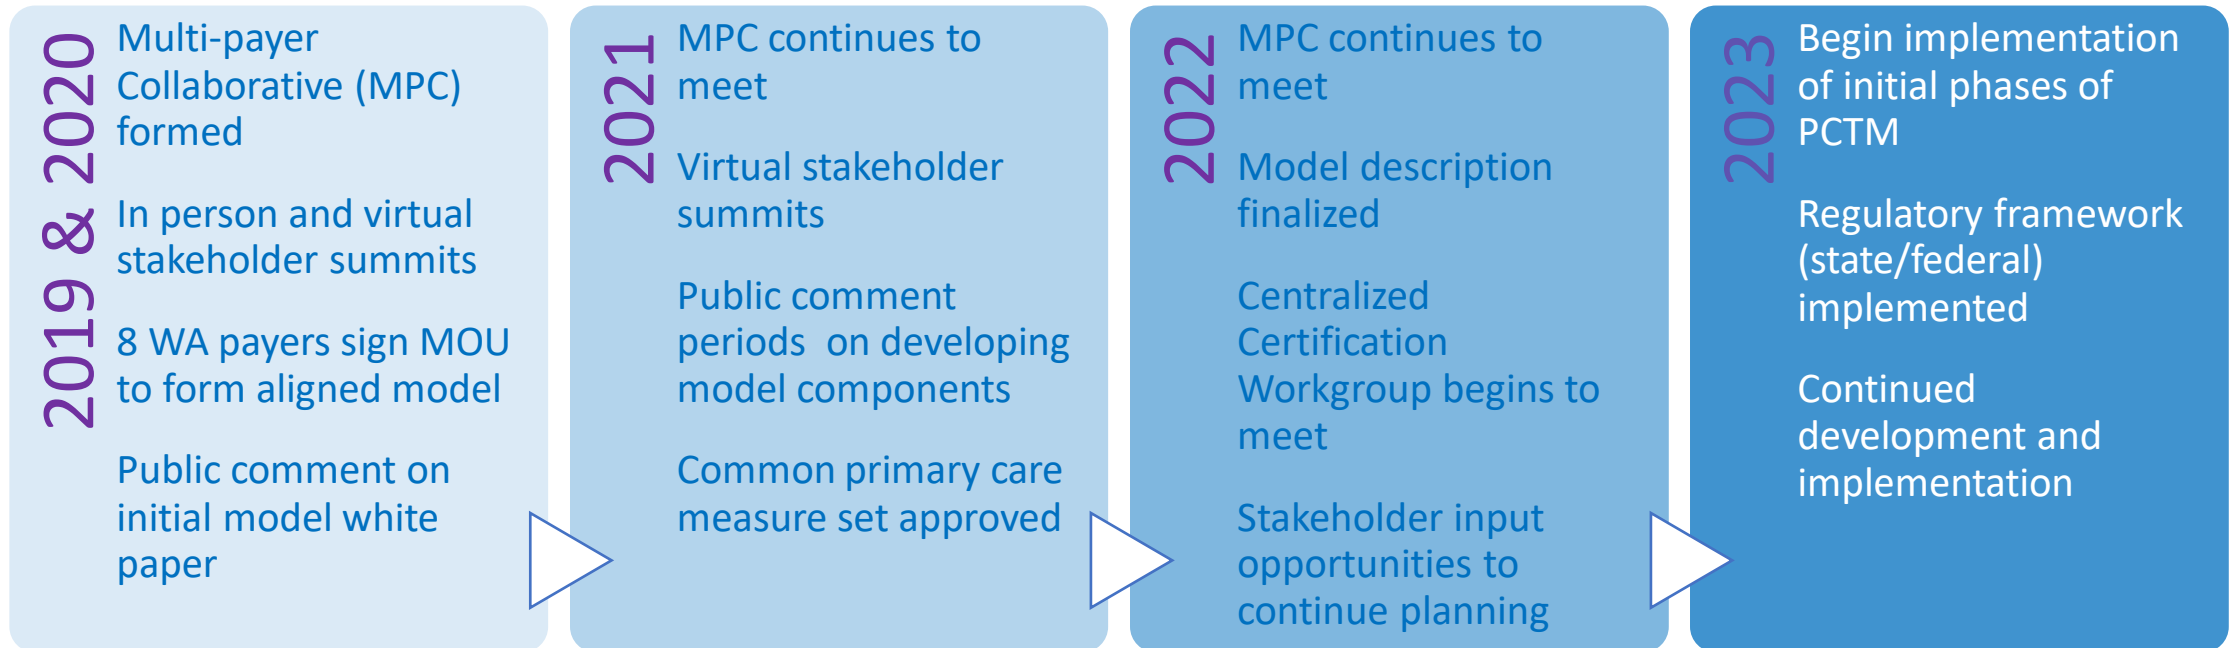 2019 & 2020
Multi-payer
Collaborative (MPC)
formed
In person and virtual
stakeholder summits
8 WA payers sign MOU
to form aligned model
Public comment on
initial model white
paper
2021
MPC continues to
meet
Virtual stakeholder
summits
Public comment
periods  on developing
model components
Common primary care
measure set approved
2022
MPC continues to
meet
Model description
finalized
Centralized
Certification
Workgroup begins to
meet
Stakeholder input
opportunities to
continue planning
2023
Begin implementation
of initial phases of
PCTM
Regulatory framework
(state/federal)
implemented
Continued
development and
implementation